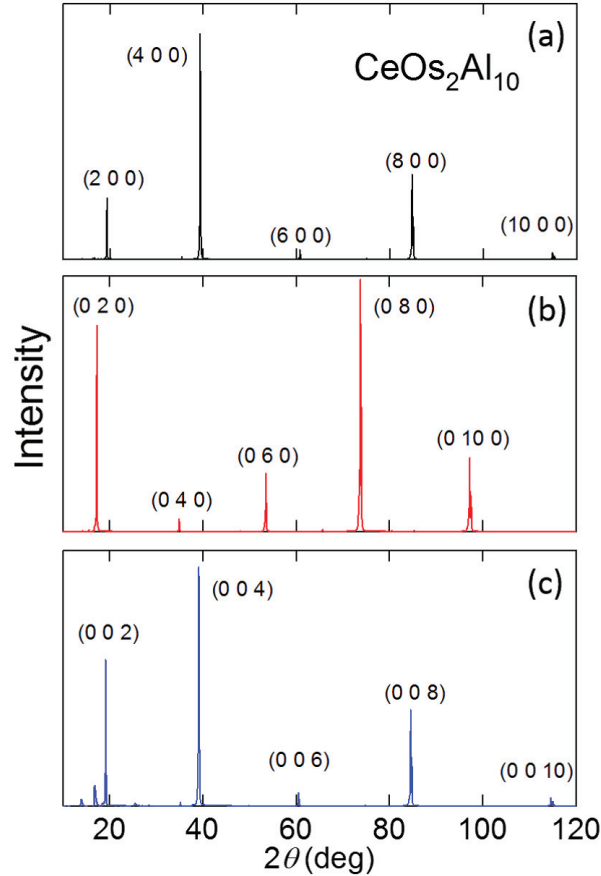 (a)
CeOs₂Al₁₀
(4 0 0)
(2 0 0)
(6 0 0)
(8 0 0)
(10 0 0)
(b)
(0 2 0)
(0 4 0)
(0 6 0)
(0 8 0)
(0 10 0)
Intensity
(c)
(0 0 2)
(0 0 4)
(0 0 6)
(0 0 8)
(0 0 10)
20 40 60 80 100 120
2θ (deg)